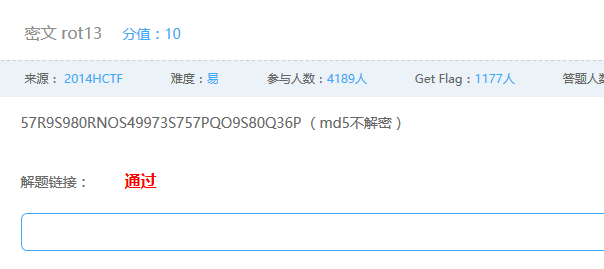 密文 rot13 分值：10
来源： 2014HCTF 难度：易 参与人数：4189人 Get Flag：1177人 答题人数
57R9S980RNOS49973S757PQO9S80Q36P （md5不解密）
解题链接： 通过